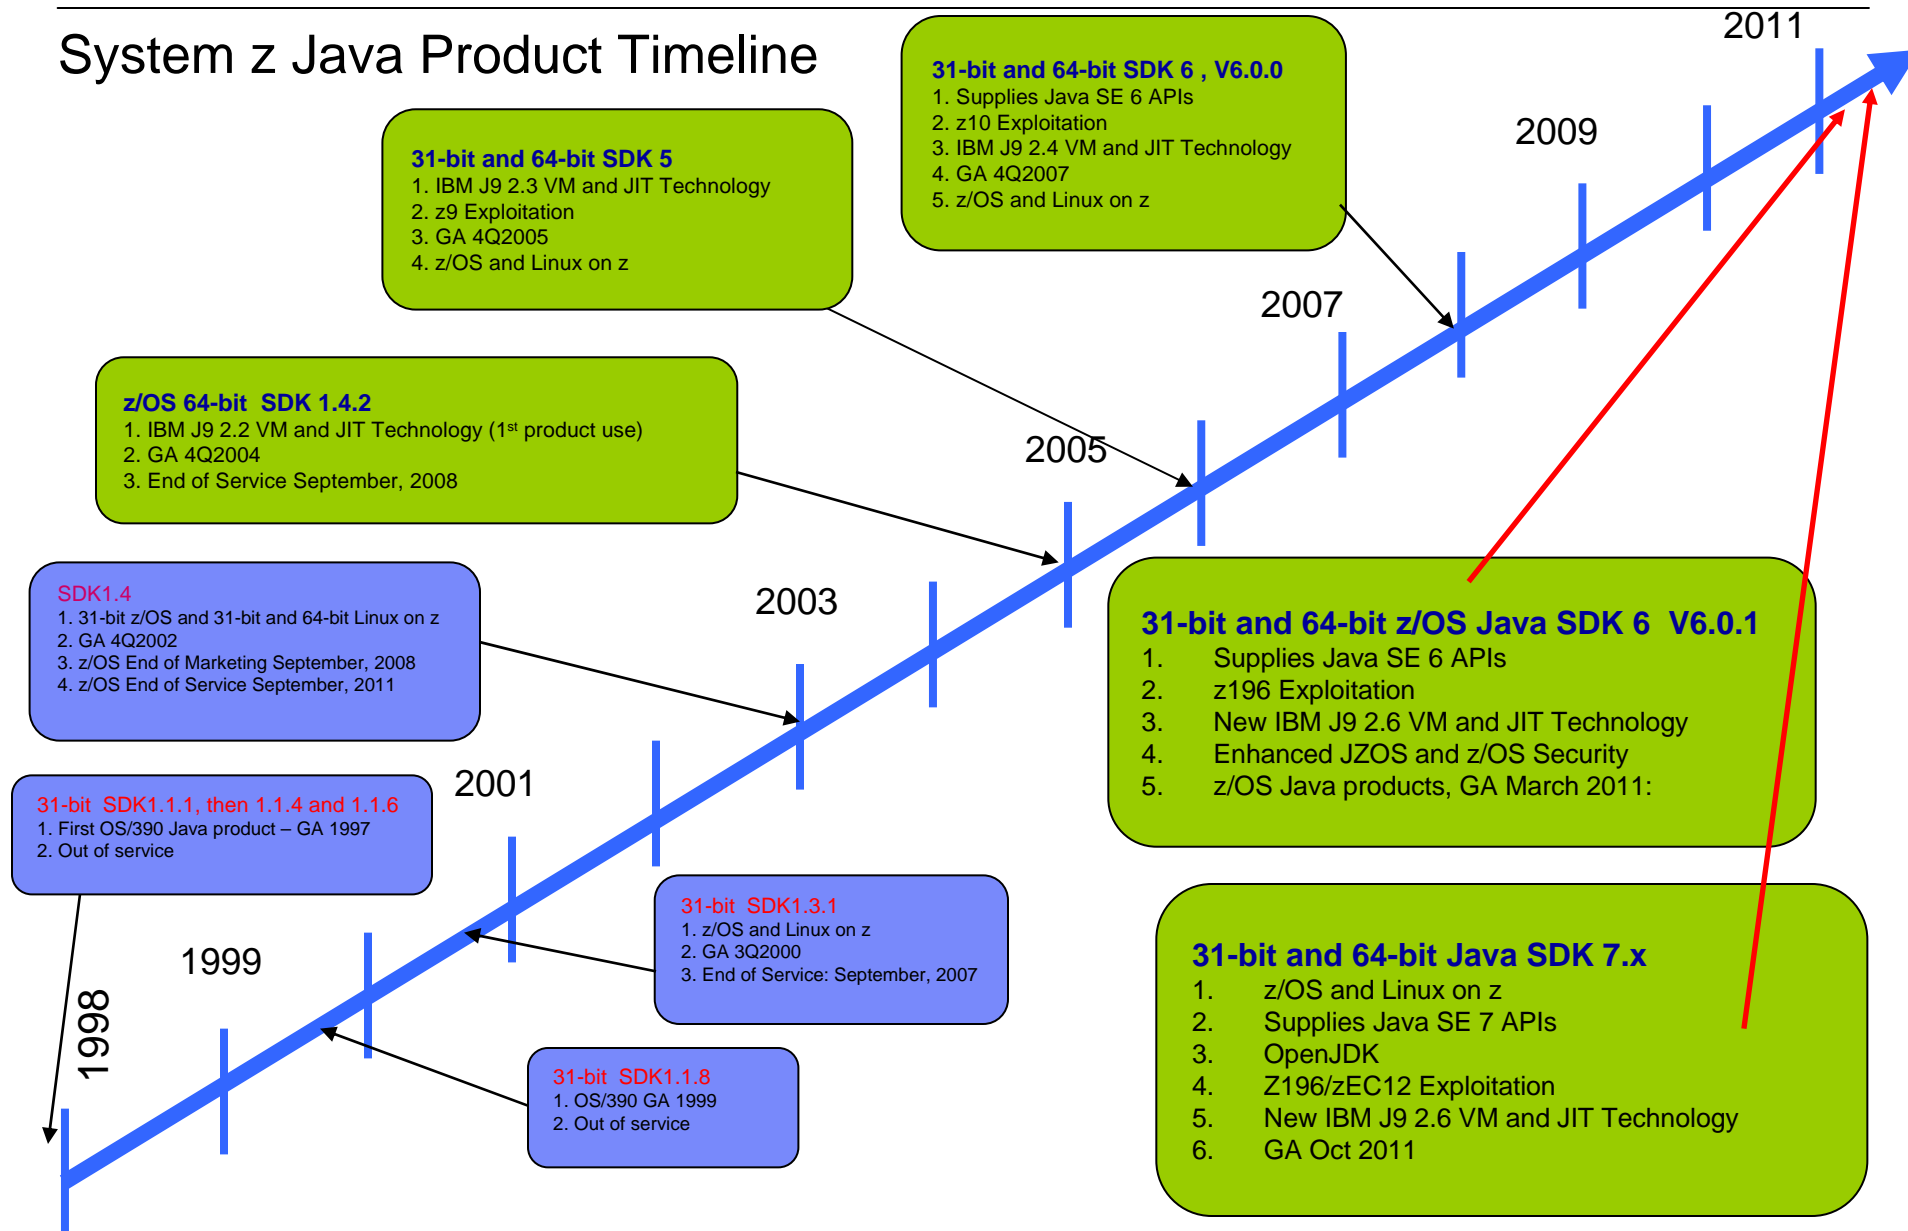 System z Java Product Timeline
31-bit and 64-bit SDK 6 , V6.0.0
1. Supplies Java SE 6 APIs
2. z10 Exploitation
3. IBM J9 2.4 VM and JIT Technology
4. GA 4Q2007
5. z/OS and Linux on z
2011
31-bit and 64-bit SDK 5
1. IBM J9 2.3 VM and JIT Technology
2. z9 Exploitation
3. GA 4Q2005
4. z/OS and Linux on z
2009
2007
z/OS 64-bit SDK 1.4.2
1. IBM J9 2.2 VM and JIT Technology (1st product use)
2. GA 4Q2004
3. End of Service September, 2008
2005
SDK1.4
1. 31-bit z/OS and 31-bit and 64-bit Linux on z
2. GA 4Q2002
3. z/OS End of Marketing September, 2008
4. z/OS End of Service September, 2011
2003
31-bit and 64-bit z/OS Java SDK 6 V6.0.1
1. Supplies Java SE 6 APIs
2. z196 Exploitation
3. New IBM J9 2.6 VM and JIT Technology
4. Enhanced JZOS and z/OS Security
5. z/OS Java products, GA March 2011:
31-bit SDK1.1.1, then 1.1.4 and 1.1.6
1. First OS/390 Java product – GA 1997
2. Out of service
2001
31-bit SDK1.3.1
1. z/OS and Linux on z
2. GA 3Q2000
3. End of Service: September, 2007
1999
1998
31-bit SDK1.1.8
1. OS/390 GA 1999
2. Out of service
31-bit and 64-bit Java SDK 7.x
1. z/OS and Linux on z
2. Supplies Java SE 7 APIs
3. OpenJDK
4. Z196/zEC12 Exploitation
5. New IBM J9 2.6 VM and JIT Technology
6. GA Oct 2011